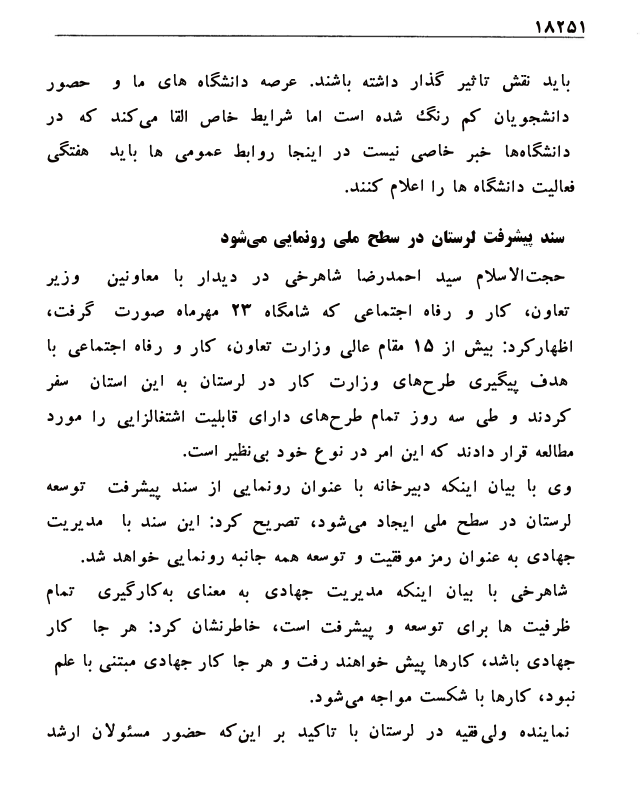 ۱۸۲۵۱
باید نقش تاثیر گذار داشته باشند. عرصه دانشگاه های ما و حصور
دانشجویان کم رنگ شده است اما شرایط خاص القا می‌کند که در
دانشگاه‌ها خبر خاصی نیست در اینجا روابط عمومی ها باید هفتگی
فعالیت دانشگاه ها را اعلام کنند.
سند پیشرفت لرستان در سطح ملی رونمایی می‌شود
حجت‌الاسلام سید احمدرضا شاهرخی در دیدار با معاونین وزیر
تعاون، کار و رفاه اجتماعی که شامگاه ۲۳ مهرماه صورت گرفت،
اظهارکرد: بیش از ۱۵ مقام عالی وزارت تعاون، کار و رفاه اجتماعی با
هدف پیگیری طرح‌های وزارت کار در لرستان به این استان سفر
کردند و طی سه روز تمام طرح‌های دارای قابلیت اشتغالزایی را مورد
مطالعه قرار دادند که این امر در نوع خود بی‌نظیر است.
وی با بیان اینکه دبیرخانه با عنوان رونمایی از سند پیشرفت توسعه
لرستان در سطح ملی ایجاد می‌شود، تصریح کرد: این سند با مدیریت
جهادی به عنوان رمز موفقیت و توسعه همه جانبه رونمایی خواهد شد.
شاهرخی با بیان اینکه مدیریت جهادی به معنای به‌کارگیری تمام
ظرفیت ها برای توسعه و پیشرفت است، خاطرنشان کرد: هر جا کار
جهادی باشد، کارها پیش خواهند رفت و هر جا کار جهادی مبتنی با علم
نبود، کارها با شکست مواجه می‌شود.
نماینده ولی‌فقیه در لرستان با تاکید بر این‌که حضور مسئولان ارشد